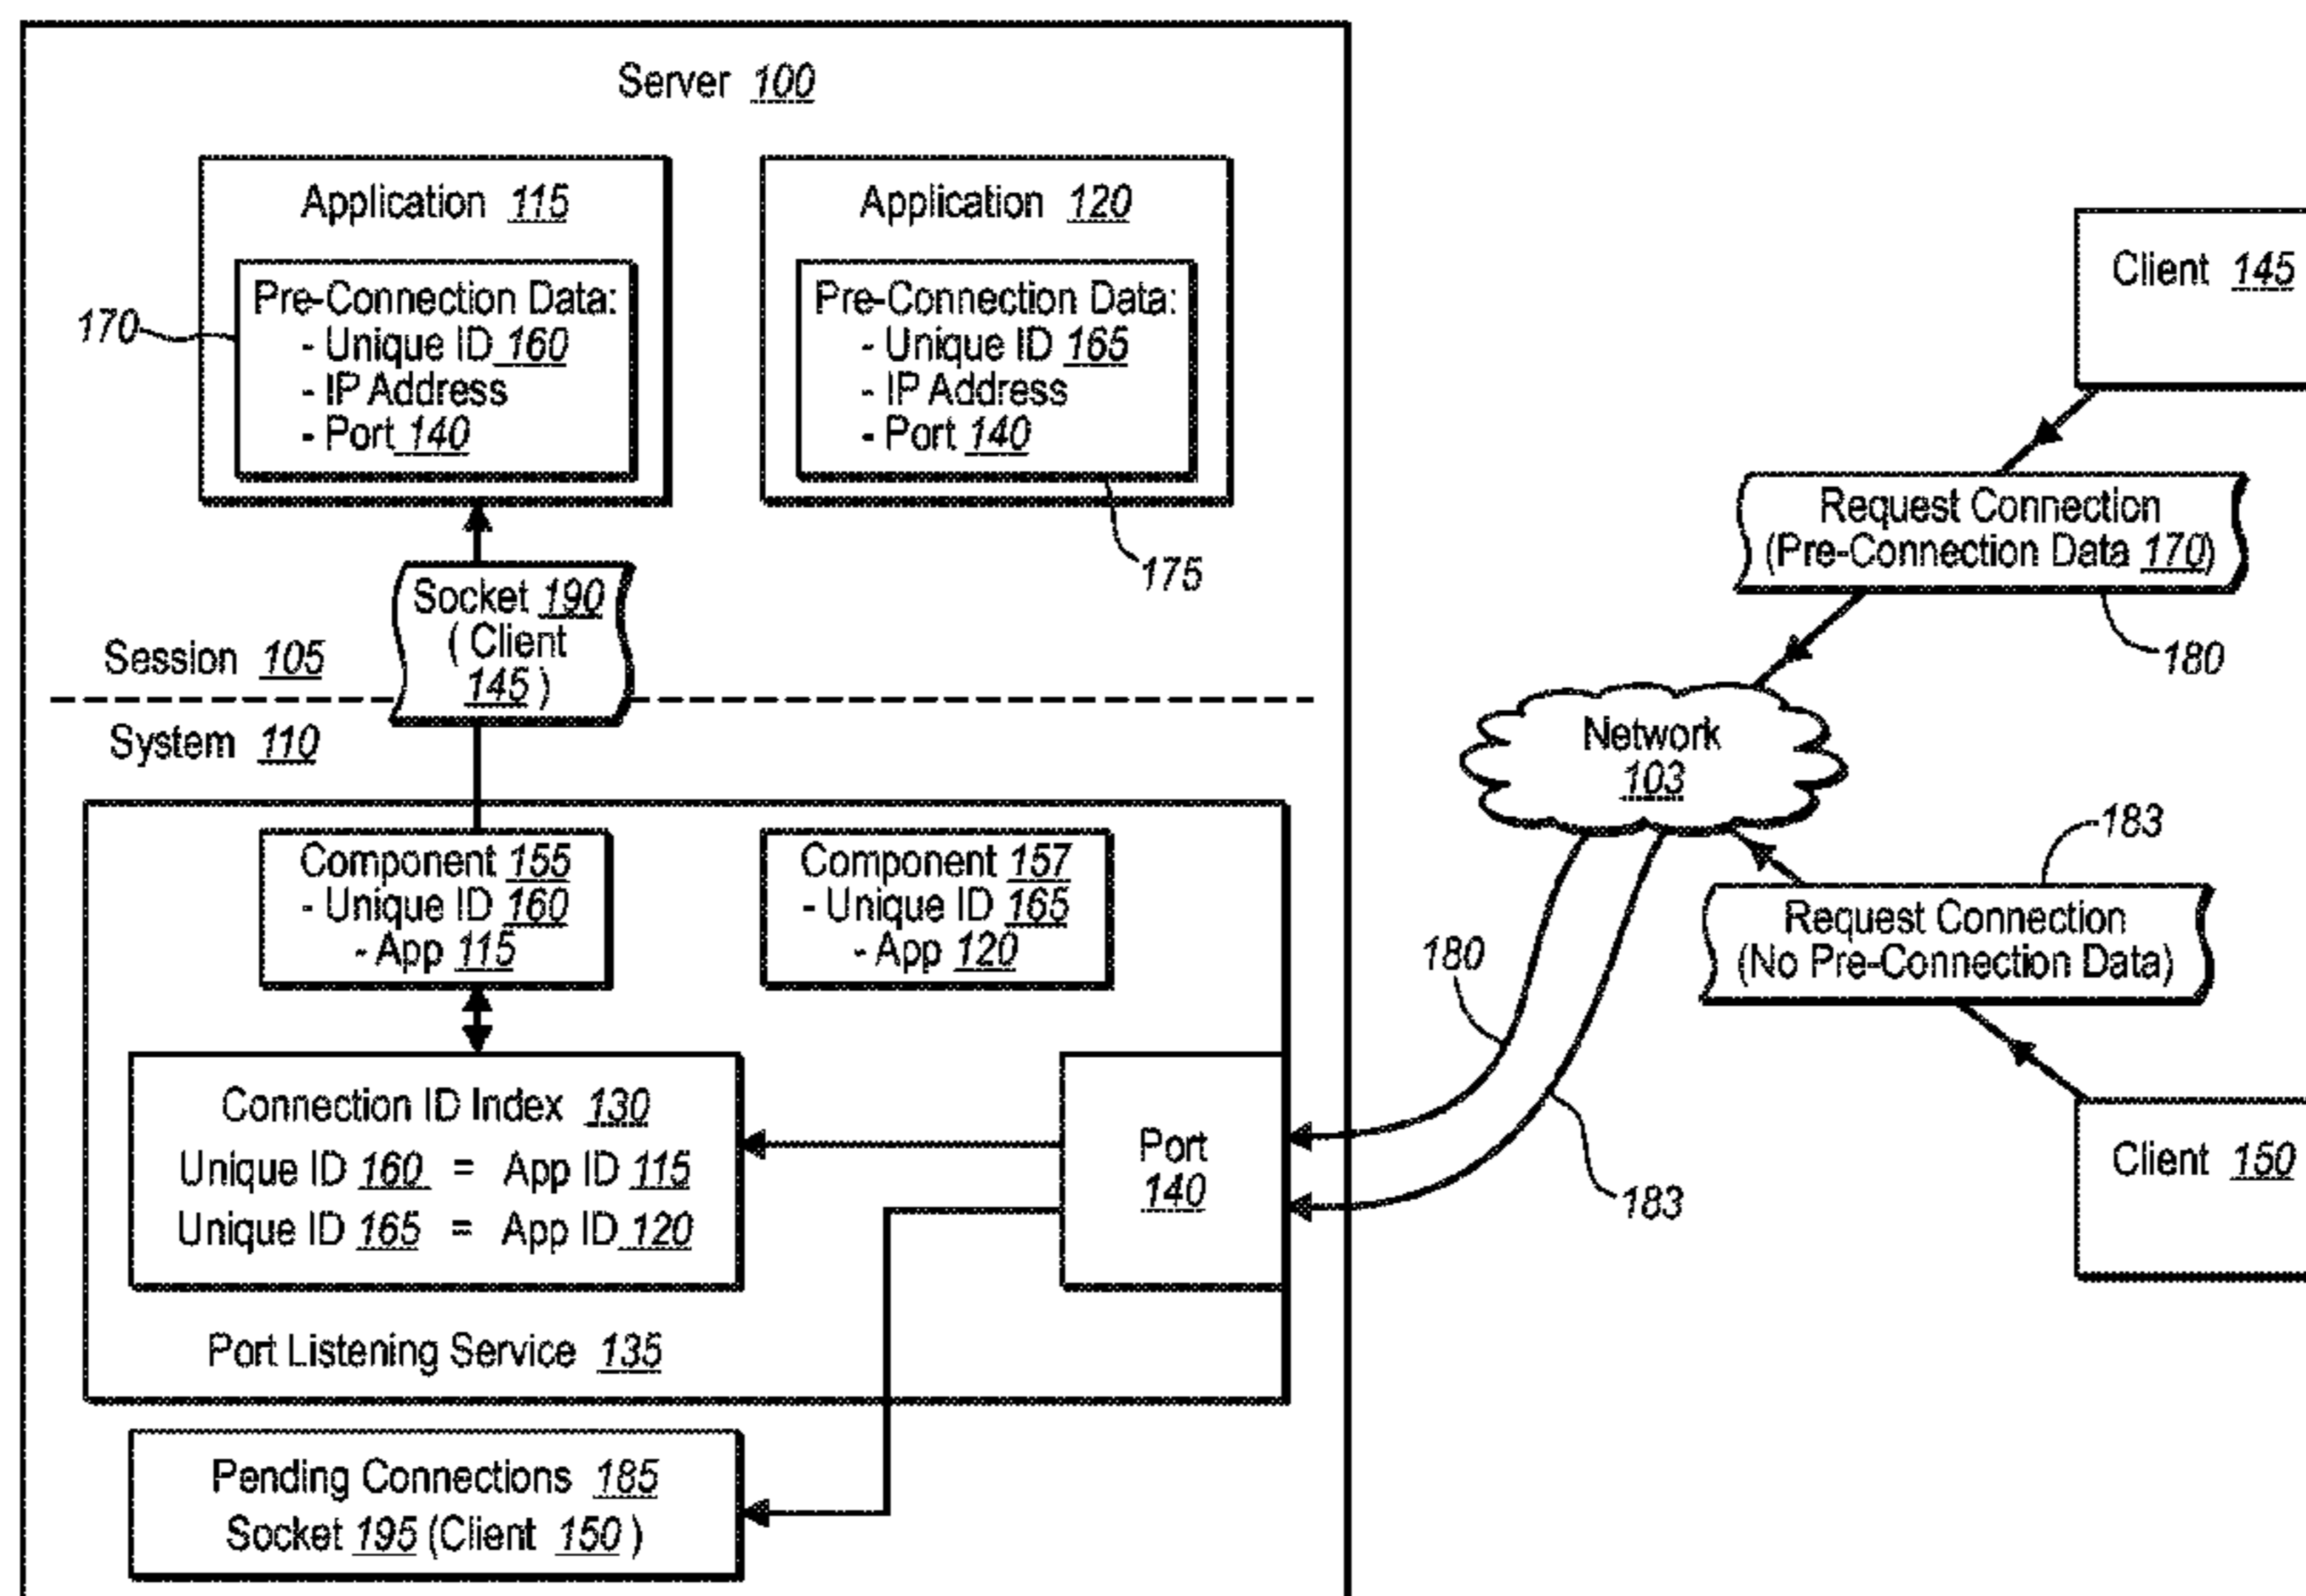 Server 100
Application 115
Pre-Connection Data:
- Unique ID 160
- IP Address
- Port 140
170
Application 120
Pre-Connection Data:
- Unique ID 165
- IP Address
- Port 140
175
Client 145
Request Connection
(Pre-Connection Data 170)
180
Socket 190
( Client
145 )
Session 105
System 110
Network
103
183
Request Connection
(No Pre-Connection Data)
Component 155
- Unique ID 160
- App 115
Component 157
- Unique ID 165
- App 120
180
183
Connection ID Index 130
Unique ID 160 = App ID 115
Unique ID 165 = App ID 120
Port
140
Client 150
Port Listening Service 135
Pending Connections 185
Socket 195 (Client 150 )